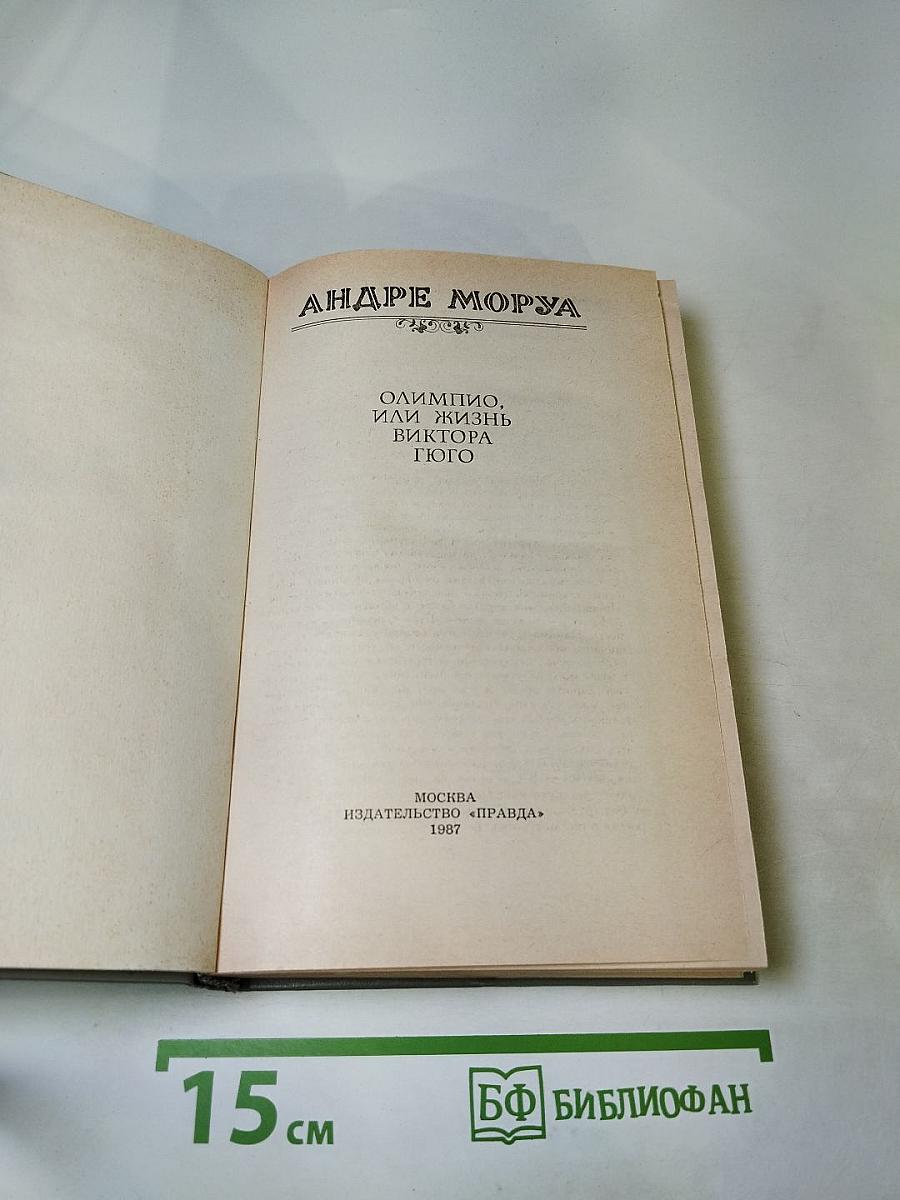 АНДРЕ МОРУА
ОЛИМПИО,
ИЛИ ЖИЗНЬ
ВИКТОРА
ГЮГО
МОСКВА
ИЗДАТЕЛЬСТВО «ПРАВДА»
1987
15 см
БФ БИБЛИОФАН